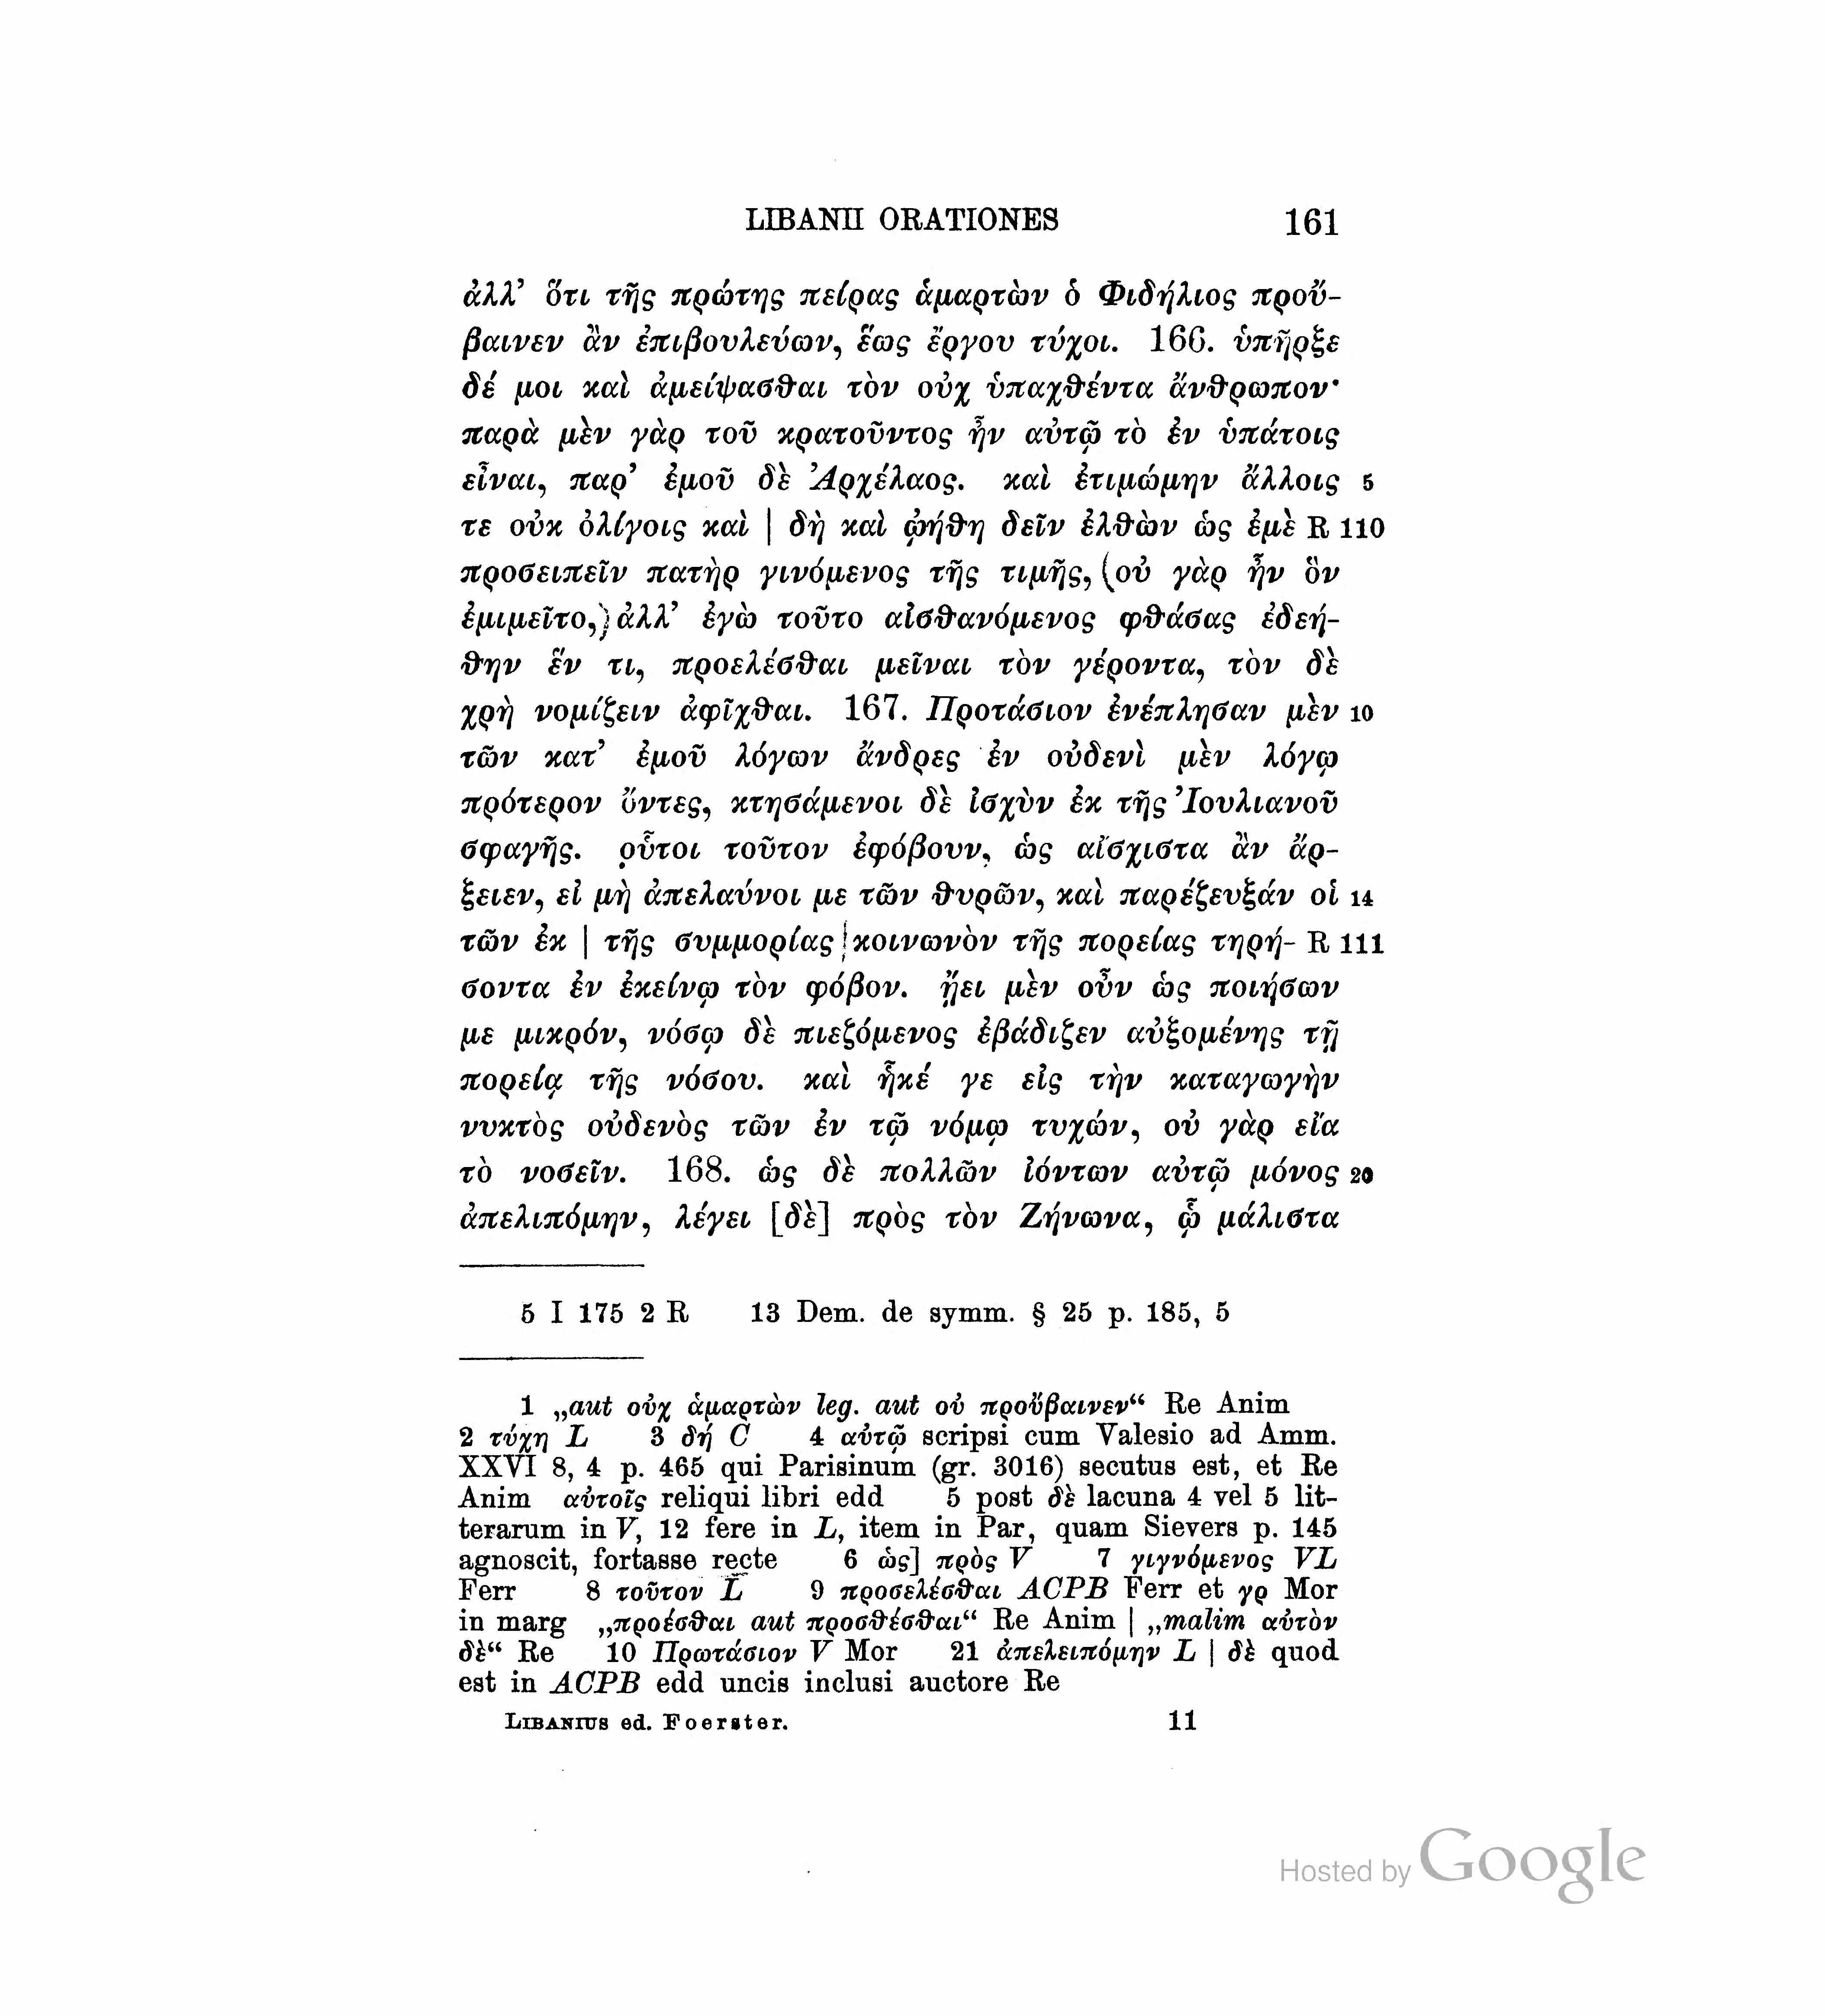 LIBANII ORATIONES 161
ἀλλ’ ὅτι τῆς πρώτης πείρας ἁμαρτὼν ὁ Φιδήλιος προΰ-
βαινεν ἂν ἐπιβουλεύων, ἕως ἔργου τύχοι. 166. ὑπῆρξε
δέ μοι καὶ ἀμείψασθαι τὸν οὐχ ὑπαχθέντα ἄνθρωπον·
παρὰ μὲν γὰρ τοῦ κρατοῦντος ἦν αὐτῷ τὸ ἐν ὑπάτοις
εἶναι, παρ’ ἐμοῦ δὲ Ἀρχέλαος. καὶ ἐτιμώμην ἄλλοις 5
τε οὐκ ὀλίγοις καὶ | δὴ καὶ ᾠήθη δεῖν ἐλθὼν ὡς ἐμὲ R 110
προσειπεῖν πατὴρ γινόμενος τῆς τιμῆς, (οὐ γὰρ ἦν ὃν
ἐμιμεῖτο,) ἀλλ’ ἐγὼ τοῦτο αἰσθανόμενος φθάσας ἐδεή-
θην ἕν τι, προελέσθαι μεῖναι τὸν γέροντα, τὸν δὲ
χρὴ νομίζειν ἀφῖχθαι. 167. Προτάσιον ἐνέπλησαν μὲν 10
τῶν κατ’ ἐμοῦ λόγων ἄνδρες ἐν οὐδενὶ μὲν λόγῳ
πρότερον ὄντες, κτησάμενοι δὲ ἰσχὺν ἐκ τῆς Ἰουλιανοῦ
σφαγῆς. οὗτοι τοῦτον ἐφόβουν, ὡς αἴσχιστα ἂν ἄρ-
ξειεν, εἰ μὴ ἀπελαύνοι με τῶν θυρῶν, καὶ παρέζευξάν οἱ 14
τῶν ἐκ | τῆς συμμορίας κοινωνὸν τῆς πορείας τηρή- R 111
σοντα ἐν ἐκείνῳ τὸν φόβον. ᾔει μὲν οὖν ὡς ποιήσων
με μικρόν, νόσῳ δὲ πιεζόμενος ἐβάδιζεν αὐξομένης τῇ
πορείᾳ τῆς νόσου. καὶ ἧκέ γε εἰς τὴν καταγωγὴν
νυκτὸς οὐδενὸς τῶν ἐν τῷ νόμῳ τυχών, οὐ γὰρ εἴα
τὸ νοσεῖν. 168. ὡς δὲ πολλῶν ἰόντων αὐτῷ μόνος 20
ἀπελιπόμην, λέγει [δὲ] πρὸς τὸν Ζήνωνα, ᾧ μάλιστα
5 I 175 2 R 13 Dem. de symm. § 25 p. 185, 5
1 „aut οὐχ ἁμαρτὼν leg. aut οὐ προΰβαινεν“ Re Anim
2 τύχῃ L 3 δή C 4 αὐτῷ scripsi cum Valesio ad Amm.
XXVI 8, 4 p. 465 qui Parisinum (gr. 3016) secutus est, et Re
Anim αὐτοῖς reliqui libri edd 5 post δὲ lacuna 4 vel 5 lit-
terarum in V, 12 fere in L, item in Par, quam Sievers p. 145
agnoscit, fortasse recte 6 ὡς] πρὸς V 7 γιγνόμενος VL
Ferr 8 τοῦτον L 9 προσελέσθαι ACPB Ferr et γρ Mor
in marg „προέσθαι aut προσθέσθαι“ Re Anim | „malim αὐτὸν
δὲ“ Re 10 Πρωτάσιον V Mor 21 ἀπελειπόμην L | δὲ quod
est in ACPB edd uncis inclusi auctore Re
LIBANIUS ed. Foerster. 11
Hosted by Google